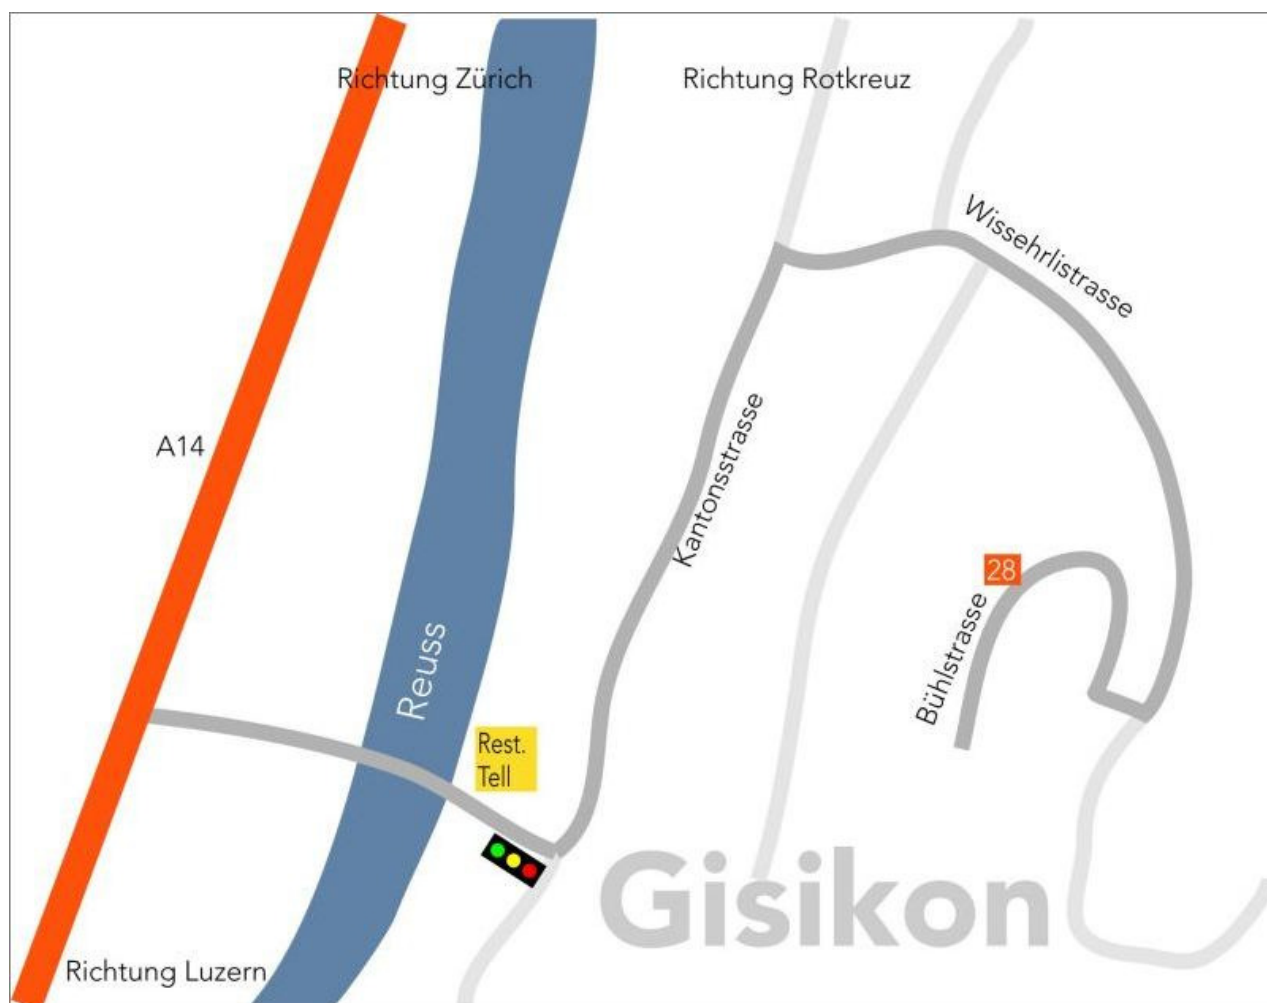 Richtung Zürich
Richtung Rotkreuz
Wissehrlistrasse
A14
Kantonsstrasse
28
Bühlstrasse
Reuss
Rest.
Tell
Gisikon
Richtung Luzern